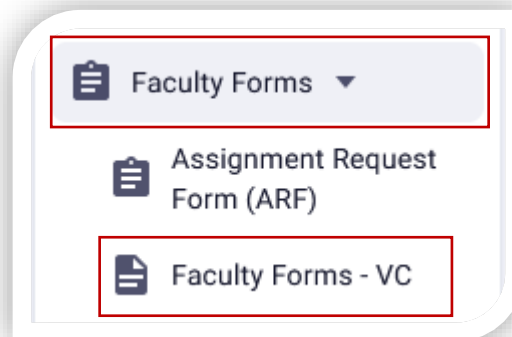 Faculty Forms
Assignment Request
Form (ARF)
Faculty Forms - VC